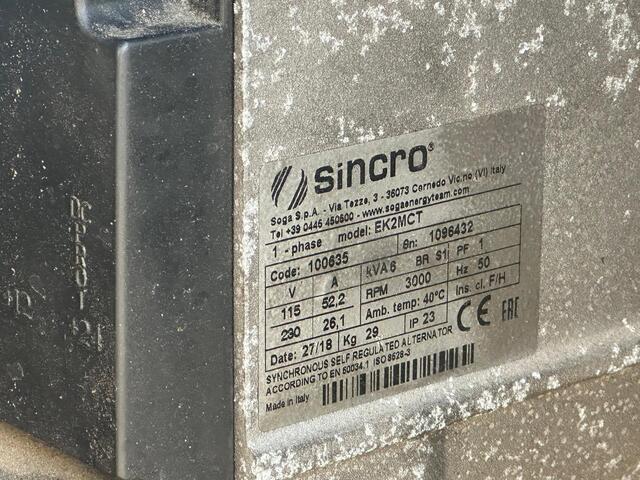 sincro®
Soga S.p.A. - Via Tezze, 3 - 36073 Cornedo Vic.no (VI) Italy
Tel +39 0445 450500 - www.sogaenergyteam.com
1 - phase model: EK2MCT
Code: 100635 sn: 1096432
V A kVA 6 BR S1 PF 1
115 52,2 RPM 3000 Hz 50
230 26,1 Amb. temp: 40°C Ins. cl. F/H
Date: 27/18 Kg 29 IP 23 CE EAC
SYNCHRONOUS SELF REGULATED ALTERNATOR
ACCORDING TO EN 60034.1 ISO 8528-3
Made in Italy